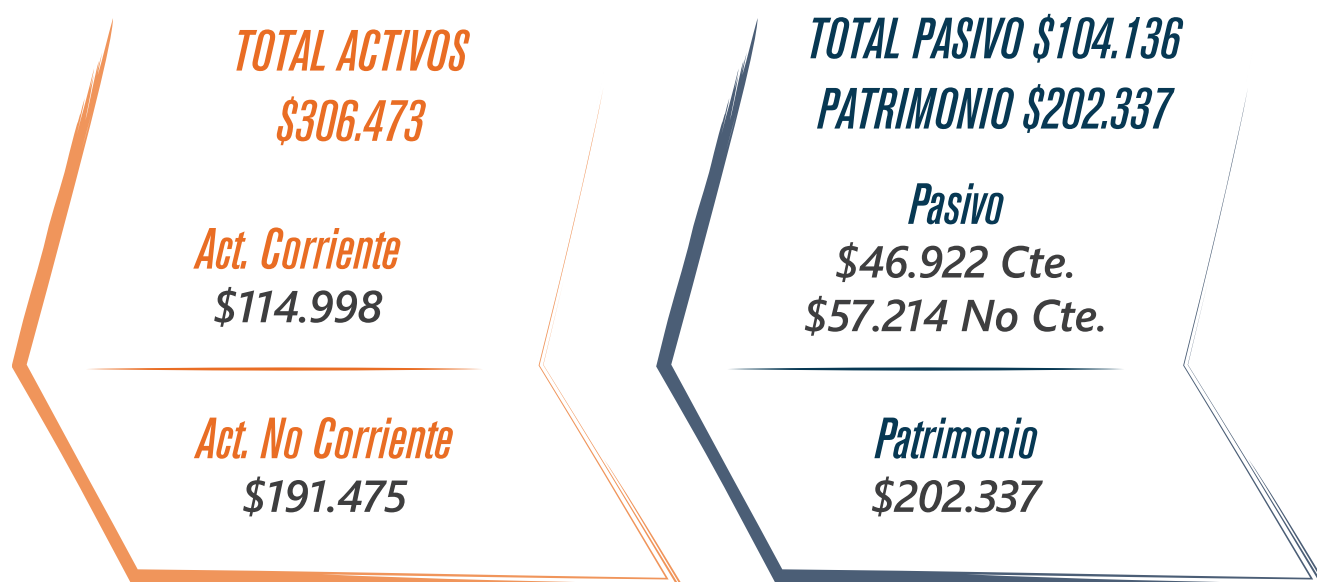 TOTAL ACTIVOS
$306.473
Act. Corriente
$114.998
Act. No Corriente
$191.475
TOTAL PASIVO $104.136
PATRIMONIO $202.337
Pasivo
$46.922 Cte.
$57.214 No Cte.
Patrimonio
$202.337